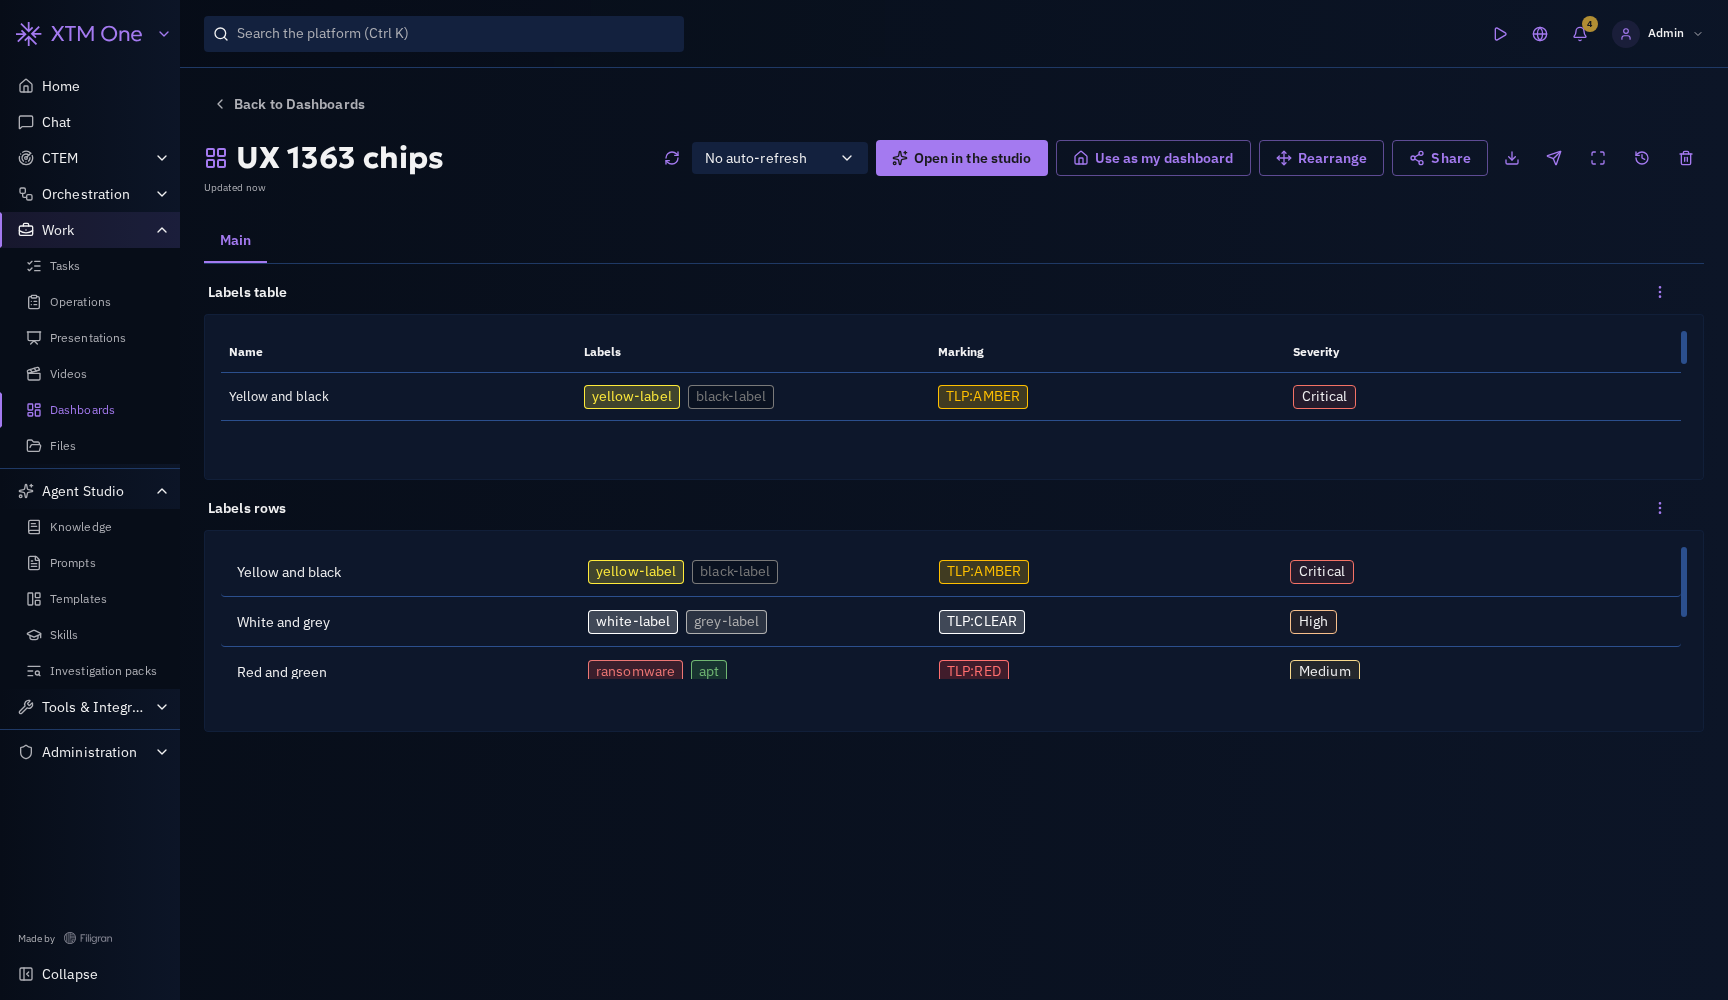 XTM One
Search the platform (Ctrl K)
4
Admin
Home
Chat
CTEM
Orchestration
Work
Tasks
Operations
Presentations
Videos
Dashboards
Files
Agent Studio
Knowledge
Prompts
Templates
Skills
Investigation packs
Tools & Integr...
Administration
Made by Filigran
Collapse
Back to Dashboards
UX 1363 chips
Updated now
No auto-refresh
Open in the studio
Use as my dashboard
Rearrange
Share
Main
Labels table
Name Labels Marking Severity
Yellow and black yellow-label black-label TLP:AMBER Critical
Labels rows
Yellow and black yellow-label black-label TLP:AMBER Critical
White and grey white-label grey-label TLP:CLEAR High
Red and green ransomware apt TLP:RED Medium